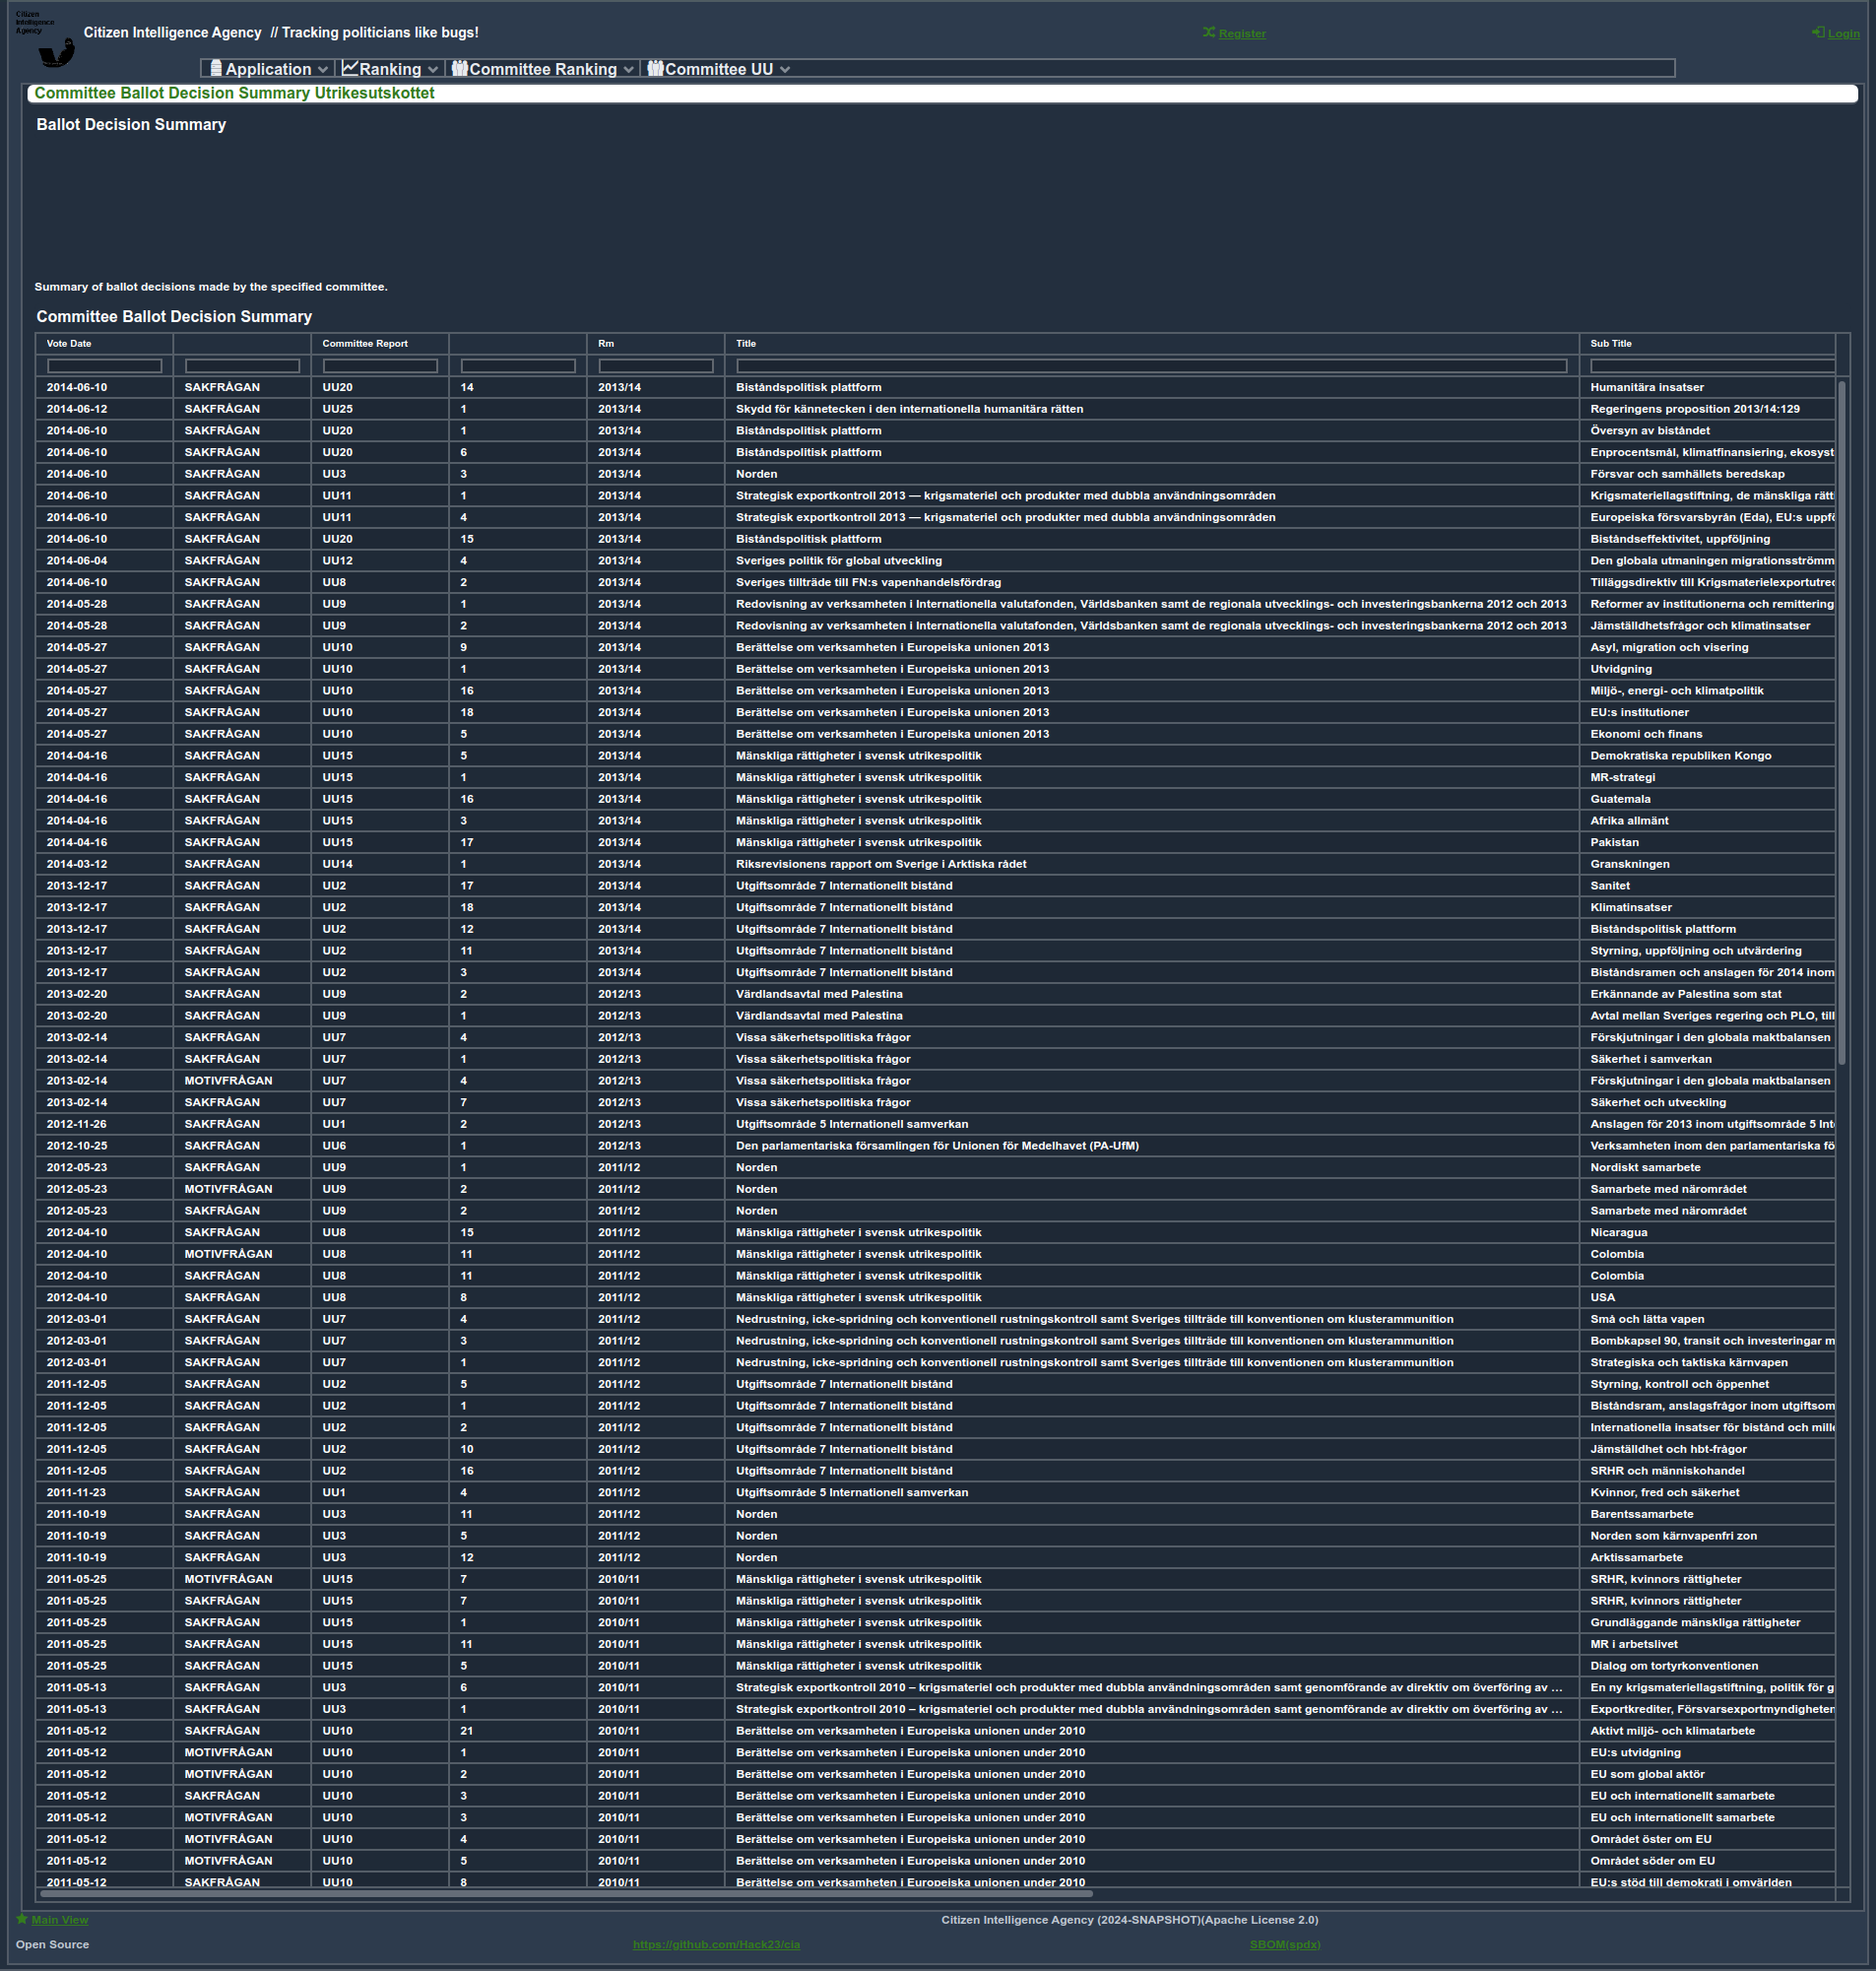 Citizen
Intelligence
Agency
Citizen Intelligence Agency // Tracking politicians like bugs!
Register
Login
Application Ranking Committee Ranking Committee UU
Committee Ballot Decision Summary Utrikesutskottet
Ballot Decision Summary
Summary of ballot decisions made by the specified committee.
Committee Ballot Decision Summary
Vote Date Committee Report Rm Title Sub Title
2014-06-10 SAKFRÅGAN UU20 14 2013/14 Biståndspolitisk plattform Humanitära insatser
2014-06-12 SAKFRÅGAN UU25 1 2013/14 Skydd för kännetecken i den internationella humanitära rätten Regeringens proposition 2013/14:129
2014-06-10 SAKFRÅGAN UU20 1 2013/14 Biståndspolitisk plattform Översyn av biståndet
2014-06-10 SAKFRÅGAN UU20 6 2013/14 Biståndspolitisk plattform Enprocentsmål, klimatfinansiering, ekosyst
2014-06-10 SAKFRÅGAN UU3 3 2013/14 Norden Försvar och samhällets beredskap
2014-06-10 SAKFRÅGAN UU11 1 2013/14 Strategisk exportkontroll 2013 — krigsmateriel och produkter med dubbla användningsområden Krigsmateriellagstiftning, de mänskliga rätti
2014-06-10 SAKFRÅGAN UU11 4 2013/14 Strategisk exportkontroll 2013 — krigsmateriel och produkter med dubbla användningsområden Europeiska försvarsbyrån (Eda), EU:s uppfö
2014-06-10 SAKFRÅGAN UU20 15 2013/14 Biståndspolitisk plattform Biståndseffektivitet, uppföljning
2014-06-04 SAKFRÅGAN UU12 4 2013/14 Sveriges politik för global utveckling Den globala utmaningen migrationsströmm
2014-06-10 SAKFRÅGAN UU8 2 2013/14 Sveriges tillträde till FN:s vapenhandelsfördrag Tilläggsdirektiv till Krigsmaterielexportutred
2014-05-28 SAKFRÅGAN UU9 1 2013/14 Redovisning av verksamheten i Internationella valutafonden, Världsbanken samt de regionala utvecklings- och investeringsbankerna 2012 och 2013 Reformer av institutionerna och remittering
2014-05-28 SAKFRÅGAN UU9 2 2013/14 Redovisning av verksamheten i Internationella valutafonden, Världsbanken samt de regionala utvecklings- och investeringsbankerna 2012 och 2013 Jämställdhetsfrågor och klimatinsatser
2014-05-27 SAKFRÅGAN UU10 9 2013/14 Berättelse om verksamheten i Europeiska unionen 2013 Asyl, migration och visering
2014-05-27 SAKFRÅGAN UU10 1 2013/14 Berättelse om verksamheten i Europeiska unionen 2013 Utvidgning
2014-05-27 SAKFRÅGAN UU10 16 2013/14 Berättelse om verksamheten i Europeiska unionen 2013 Miljö-, energi- och klimatpolitik
2014-05-27 SAKFRÅGAN UU10 18 2013/14 Berättelse om verksamheten i Europeiska unionen 2013 EU:s institutioner
2014-05-27 SAKFRÅGAN UU10 5 2013/14 Berättelse om verksamheten i Europeiska unionen 2013 Ekonomi och finans
2014-04-16 SAKFRÅGAN UU15 5 2013/14 Mänskliga rättigheter i svensk utrikespolitik Demokratiska republiken Kongo
2014-04-16 SAKFRÅGAN UU15 1 2013/14 Mänskliga rättigheter i svensk utrikespolitik MR-strategi
2014-04-16 SAKFRÅGAN UU15 16 2013/14 Mänskliga rättigheter i svensk utrikespolitik Guatemala
2014-04-16 SAKFRÅGAN UU15 3 2013/14 Mänskliga rättigheter i svensk utrikespolitik Afrika allmänt
2014-04-16 SAKFRÅGAN UU15 17 2013/14 Mänskliga rättigheter i svensk utrikespolitik Pakistan
2014-03-12 SAKFRÅGAN UU14 1 2013/14 Riksrevisionens rapport om Sverige i Arktiska rådet Granskningen
2013-12-17 SAKFRÅGAN UU2 17 2013/14 Utgiftsområde 7 Internationellt bistånd Sanitet
2013-12-17 SAKFRÅGAN UU2 18 2013/14 Utgiftsområde 7 Internationellt bistånd Klimatinsatser
2013-12-17 SAKFRÅGAN UU2 12 2013/14 Utgiftsområde 7 Internationellt bistånd Biståndspolitisk plattform
2013-12-17 SAKFRÅGAN UU2 11 2013/14 Utgiftsområde 7 Internationellt bistånd Styrning, uppföljning och utvärdering
2013-12-17 SAKFRÅGAN UU2 3 2013/14 Utgiftsområde 7 Internationellt bistånd Biståndsramen och anslagen för 2014 inom
2013-02-20 SAKFRÅGAN UU9 2 2012/13 Värdlandsavtal med Palestina Erkännande av Palestina som stat
2013-02-20 SAKFRÅGAN UU9 1 2012/13 Värdlandsavtal med Palestina Avtal mellan Sveriges regering och PLO, till
2013-02-14 SAKFRÅGAN UU7 4 2012/13 Vissa säkerhetspolitiska frågor Förskjutningar i den globala maktbalansen
2013-02-14 SAKFRÅGAN UU7 1 2012/13 Vissa säkerhetspolitiska frågor Säkerhet i samverkan
2013-02-14 MOTIVFRÅGAN UU7 4 2012/13 Vissa säkerhetspolitiska frågor Förskjutningar i den globala maktbalansen
2013-02-14 SAKFRÅGAN UU7 7 2012/13 Vissa säkerhetspolitiska frågor Säkerhet och utveckling
2012-11-26 SAKFRÅGAN UU1 2 2012/13 Utgiftsområde 5 Internationell samverkan Anslagen för 2013 inom utgiftsområde 5 Int
2012-10-25 SAKFRÅGAN UU6 1 2012/13 Den parlamentariska församlingen för Unionen för Medelhavet (PA-UfM) Verksamheten inom den parlamentariska fö
2012-05-23 SAKFRÅGAN UU9 1 2011/12 Norden Nordiskt samarbete
2012-05-23 MOTIVFRÅGAN UU9 2 2011/12 Norden Samarbete med närområdet
2012-05-23 SAKFRÅGAN UU9 2 2011/12 Norden Samarbete med närområdet
2012-04-10 SAKFRÅGAN UU8 15 2011/12 Mänskliga rättigheter i svensk utrikespolitik Nicaragua
2012-04-10 MOTIVFRÅGAN UU8 11 2011/12 Mänskliga rättigheter i svensk utrikespolitik Colombia
2012-04-10 SAKFRÅGAN UU8 11 2011/12 Mänskliga rättigheter i svensk utrikespolitik Colombia
2012-04-10 SAKFRÅGAN UU8 8 2011/12 Mänskliga rättigheter i svensk utrikespolitik USA
2012-03-01 SAKFRÅGAN UU7 4 2011/12 Nedrustning, icke-spridning och konventionell rustningskontroll samt Sveriges tillträde till konventionen om klusterammunition Små och lätta vapen
2012-03-01 SAKFRÅGAN UU7 3 2011/12 Nedrustning, icke-spridning och konventionell rustningskontroll samt Sveriges tillträde till konventionen om klusterammunition Bombkapsel 90, transit och investeringar m
2012-03-01 SAKFRÅGAN UU7 1 2011/12 Nedrustning, icke-spridning och konventionell rustningskontroll samt Sveriges tillträde till konventionen om klusterammunition Strategiska och taktiska kärnvapen
2011-12-05 SAKFRÅGAN UU2 5 2011/12 Utgiftsområde 7 Internationellt bistånd Styrning, kontroll och öppenhet
2011-12-05 SAKFRÅGAN UU2 1 2011/12 Utgiftsområde 7 Internationellt bistånd Biståndsram, anslagsfrågor inom utgiftsom
2011-12-05 SAKFRÅGAN UU2 2 2011/12 Utgiftsområde 7 Internationellt bistånd Internationella insatser för bistånd och mille
2011-12-05 SAKFRÅGAN UU2 10 2011/12 Utgiftsområde 7 Internationellt bistånd Jämställdhet och hbt-frågor
2011-12-05 SAKFRÅGAN UU2 16 2011/12 Utgiftsområde 7 Internationellt bistånd SRHR och människohandel
2011-11-23 SAKFRÅGAN UU1 4 2011/12 Utgiftsområde 5 Internationell samverkan Kvinnor, fred och säkerhet
2011-10-19 SAKFRÅGAN UU3 11 2011/12 Norden Barentssamarbete
2011-10-19 SAKFRÅGAN UU3 5 2011/12 Norden Norden som kärnvapenfri zon
2011-10-19 SAKFRÅGAN UU3 12 2011/12 Norden Arktissamarbete
2011-05-25 MOTIVFRÅGAN UU15 7 2010/11 Mänskliga rättigheter i svensk utrikespolitik SRHR, kvinnors rättigheter
2011-05-25 SAKFRÅGAN UU15 7 2010/11 Mänskliga rättigheter i svensk utrikespolitik SRHR, kvinnors rättigheter
2011-05-25 SAKFRÅGAN UU15 1 2010/11 Mänskliga rättigheter i svensk utrikespolitik Grundläggande mänskliga rättigheter
2011-05-25 SAKFRÅGAN UU15 11 2010/11 Mänskliga rättigheter i svensk utrikespolitik MR i arbetslivet
2011-05-25 SAKFRÅGAN UU15 5 2010/11 Mänskliga rättigheter i svensk utrikespolitik Dialog om tortyrkonventionen
2011-05-13 SAKFRÅGAN UU3 6 2010/11 Strategisk exportkontroll 2010 – krigsmateriel och produkter med dubbla användningsområden samt genomförande av direktiv om överföring av ... En ny krigsmateriellagstiftning, politik för g
2011-05-13 SAKFRÅGAN UU3 1 2010/11 Strategisk exportkontroll 2010 – krigsmateriel och produkter med dubbla användningsområden samt genomförande av direktiv om överföring av ... Exportkrediter, Försvarsexportmyndigheten
2011-05-12 SAKFRÅGAN UU10 21 2010/11 Berättelse om verksamheten i Europeiska unionen under 2010 Aktivt miljö- och klimatarbete
2011-05-12 MOTIVFRÅGAN UU10 1 2010/11 Berättelse om verksamheten i Europeiska unionen under 2010 EU:s utvidgning
2011-05-12 MOTIVFRÅGAN UU10 2 2010/11 Berättelse om verksamheten i Europeiska unionen under 2010 EU som global aktör
2011-05-12 SAKFRÅGAN UU10 3 2010/11 Berättelse om verksamheten i Europeiska unionen under 2010 EU och internationellt samarbete
2011-05-12 MOTIVFRÅGAN UU10 3 2010/11 Berättelse om verksamheten i Europeiska unionen under 2010 EU och internationellt samarbete
2011-05-12 MOTIVFRÅGAN UU10 4 2010/11 Berättelse om verksamheten i Europeiska unionen under 2010 Området öster om EU
2011-05-12 MOTIVFRÅGAN UU10 5 2010/11 Berättelse om verksamheten i Europeiska unionen under 2010 Området söder om EU
2011-05-12 SAKFRÅGAN UU10 8 2010/11 Berättelse om verksamheten i Europeiska unionen under 2010 EU:s stöd till demokrati i omvärlden
Main View
Citizen Intelligence Agency (2024-SNAPSHOT)(Apache License 2.0)
Open Source
https://github.com/Hack23/cia
SBOM(spdx)